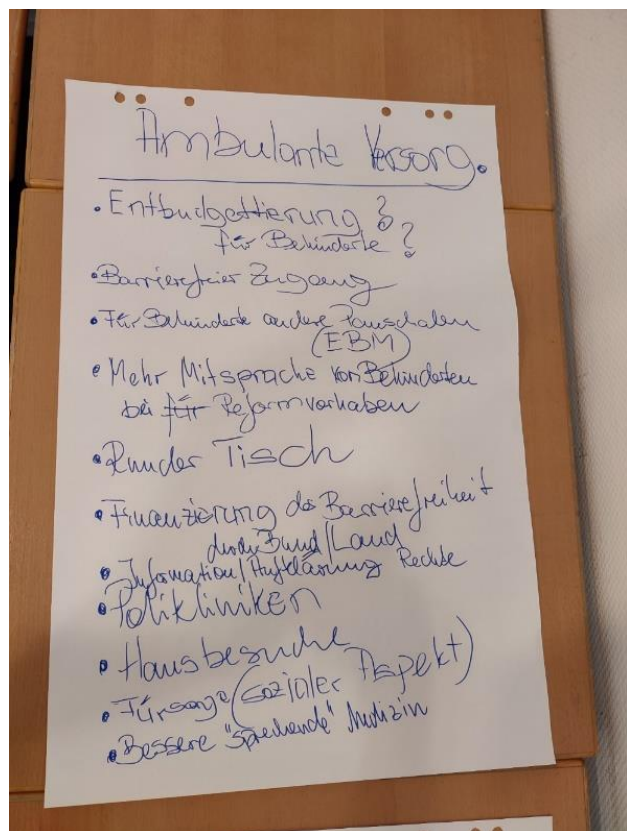 Ambulante Versorg.
• Entbudgettierung ?
für Behinderte ?
• Barrierefreier Zugang
• Für Behinderte andere Pauschalen
(EBM)
• Mehr Mitsprache von Behinderten
bei für Reformvorhaben
• Runder Tisch
• Finanzierung der Barrierefreiheit
durch Bund/Land
• Information/Aufklärung Rechte
• Polikliniken
• Hausbesuche
• Fürsorge (sozialer Aspekt)
• Bessere "sprechende" Medizin